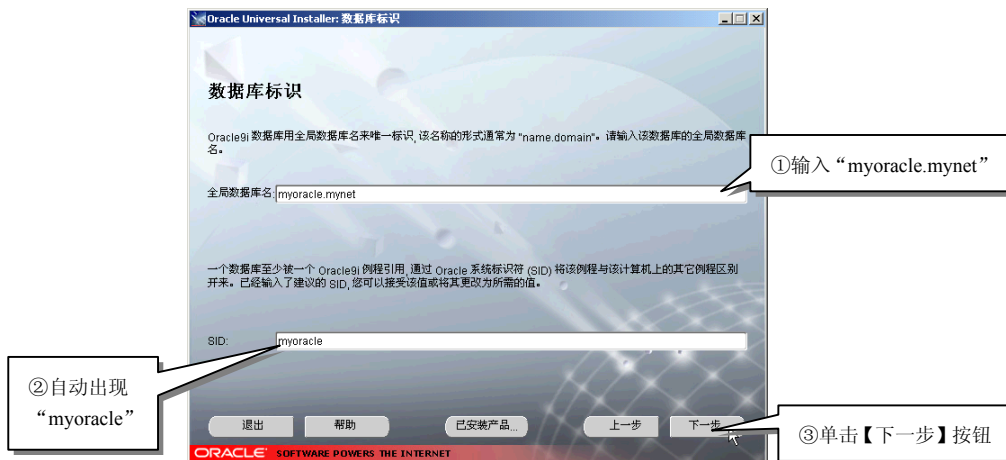 Oracle Universal Installer: 数据库标识
数据库标识
Oracle9i 数据库用全局数据库名来唯一标识, 该名称的形式通常为 "name.domain"。请输入该数据库的全局数据库
名。
①输入“myoracle.mynet”
全局数据库名: myoracle.mynet
一个数据库至少被一个 Oracle9i 例程引用, 通过 Oracle 系统标识符 (SID) 将该例程与该计算机上的其它例程区别
开来。已经输入了建议的 SID, 您可以接受该值或将其更改为所需的值。
SID: myoracle
②自动出现
“myoracle”
退出 帮助 已安装产品... 上一步 下一步
③单击【下一步】按钮
ORACLE SOFTWARE POWERS THE INTERNET